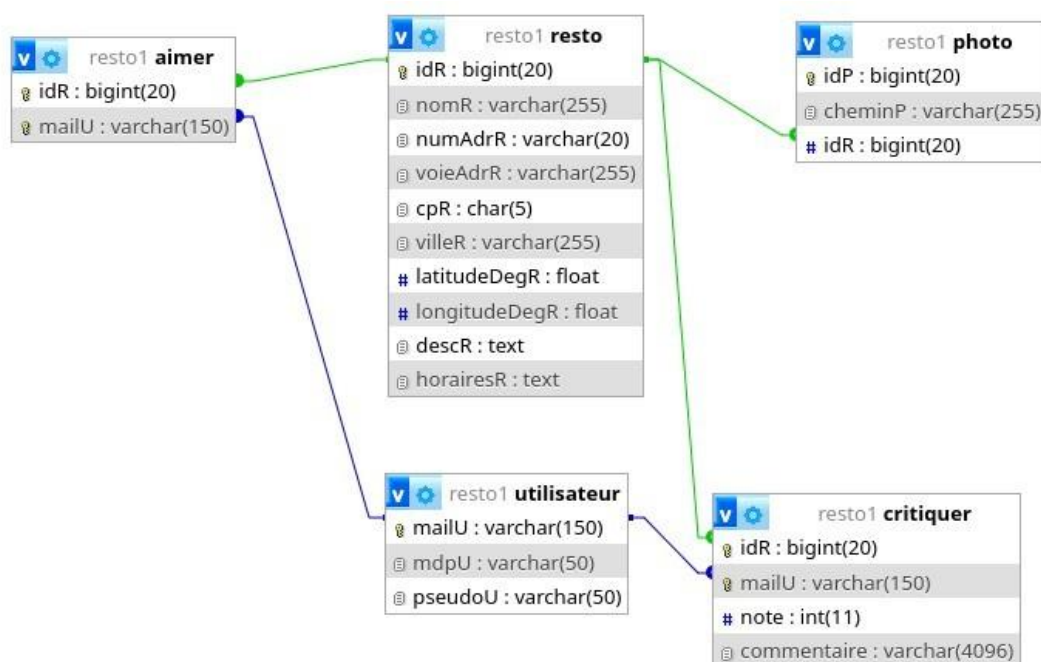 v resto1 aimer
idR : bigint(20)
mailU : varchar(150)
v resto1 resto
idR : bigint(20)
nomR : varchar(255)
numAdrR : varchar(20)
voieAdrR : varchar(255)
cpR : char(5)
villeR : varchar(255)
# latitudeDegR : float
# longitudeDegR : float
descR : text
horairesR : text
v resto1 photo
idP : bigint(20)
cheminP : varchar(255)
# idR : bigint(20)
v resto1 utilisateur
mailU : varchar(150)
mdpU : varchar(50)
pseudoU : varchar(50)
v resto1 critiquer
idR : bigint(20)
mailU : varchar(150)
# note : int(11)
commentaire : varchar(4096)